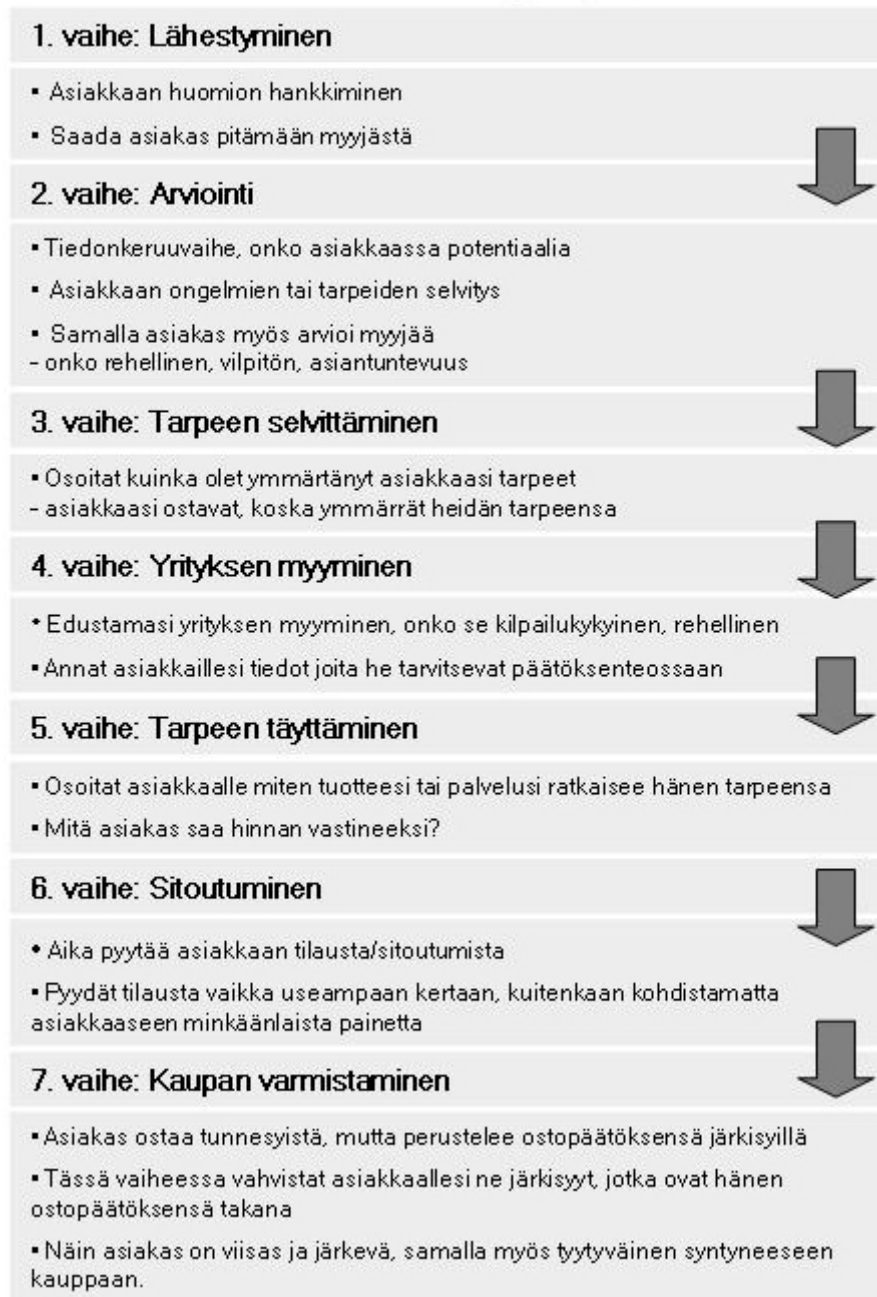 1. vaihe: Lähestyminen
▪ Asiakkaan huomion hankkiminen
▪ Saada asiakas pitämään myyjästä
2. vaihe: Arviointi
▪ Tiedonkeruuvaihe, onko asiakkaassa potentiaalia
▪ Asiakkaan ongelmien tai tarpeiden selvitys
▪ Samalla asiakas myös arvioi myyjää
- onko rehellinen, vilpitön, asiantuntevuus
3. vaihe: Tarpeen selvittäminen
▪ Osoitat kuinka olet ymmärtänyt asiakkaasi tarpeet
- asiakkaasi ostavat, koska ymmärrät heidän tarpeensa
4. vaihe: Yrityksen myyminen
• Edustamasi yrityksen myyminen, onko se kilpailukykyinen, rehellinen
▪ Annat asiakkaillesi tiedot joita he tarvitsevat päätöksenteossaan
5. vaihe: Tarpeen täyttäminen
▪ Osoitat asiakkaalle miten tuotteesi tai palvelusi ratkaisee hänen tarpeensa
▪ Mitä asiakas saa hinnan vastineeksi?
6. vaihe: Sitoutuminen
• Aika pyytää asiakkaan tilausta/sitoutumista
▪ Pyydät tilausta vaikka useampaan kertaan, kuitenkaan kohdistamatta
asiakkaaseen minkäänlaista painetta
7. vaihe: Kaupan varmistaminen
▪ Asiakas ostaa tunnesyistä, mutta perustelee ostopäätöksensä järkisyillä
▪ Tässä vaiheessa vahvistat asiakkaallesi ne järkisyyt, jotka ovat hänen
ostopäätöksensä takana
▪ Näin asiakas on viisas ja järkevä, samalla myös tyytyväinen syntyneeseen
kauppaan.